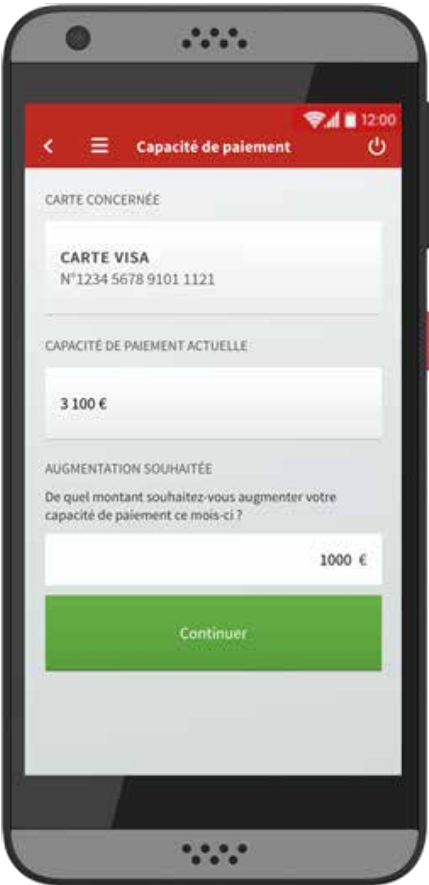 12:00
Capacité de paiement
CARTE CONCERNÉE
CARTE VISA
N°1234 5678 9101 1121
CAPACITÉ DE PAIEMENT ACTUELLE
3 100 €
AUGMENTATION SOUHAITÉE
De quel montant souhaitez-vous augmenter votre
capacité de paiement ce mois-ci ?
1000 €
Continuer